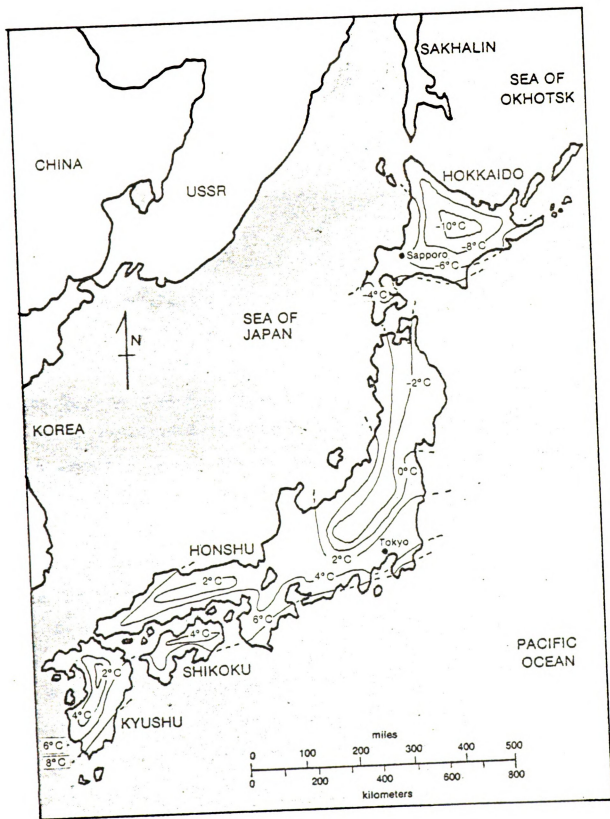 SAKHALIN
SEA OF
OKHOTSK
CHINA
USSR
HOKKAIDO
-10°C
-8°C
Sapporo
-6°C
-4°C
SEA OF
JAPAN
N
-2°C
KOREA
0°C
HONSHU
Tokyo
2°C
2°C
4°C
6°C
4°C
PACIFIC
OCEAN
SHIKOKU
2°C
4°C
KYUSHU
6°C
8°C
miles
0 100 200 300 400 500
0 200 400 600 800
kilometers